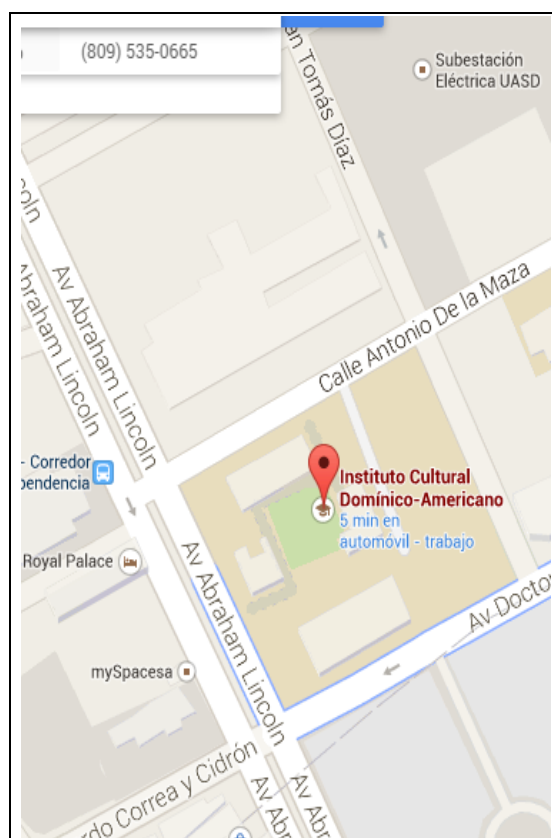 (809) 535-0665
an Tomás Díaz
Subestación
Eléctrica UASD
oln
Abraham Lincoln
Av Abraham Lincoln
Calle Antonio De la Maza
- Corredor
pendencia
Instituto Cultural
Domínico-Americano
5 min en
automóvil - trabajo
Royal Palace
Av Abraham Lincoln
Av Doctor
mySpacesa
rdo Correa y Cidrón
Av Ab
Av Abr